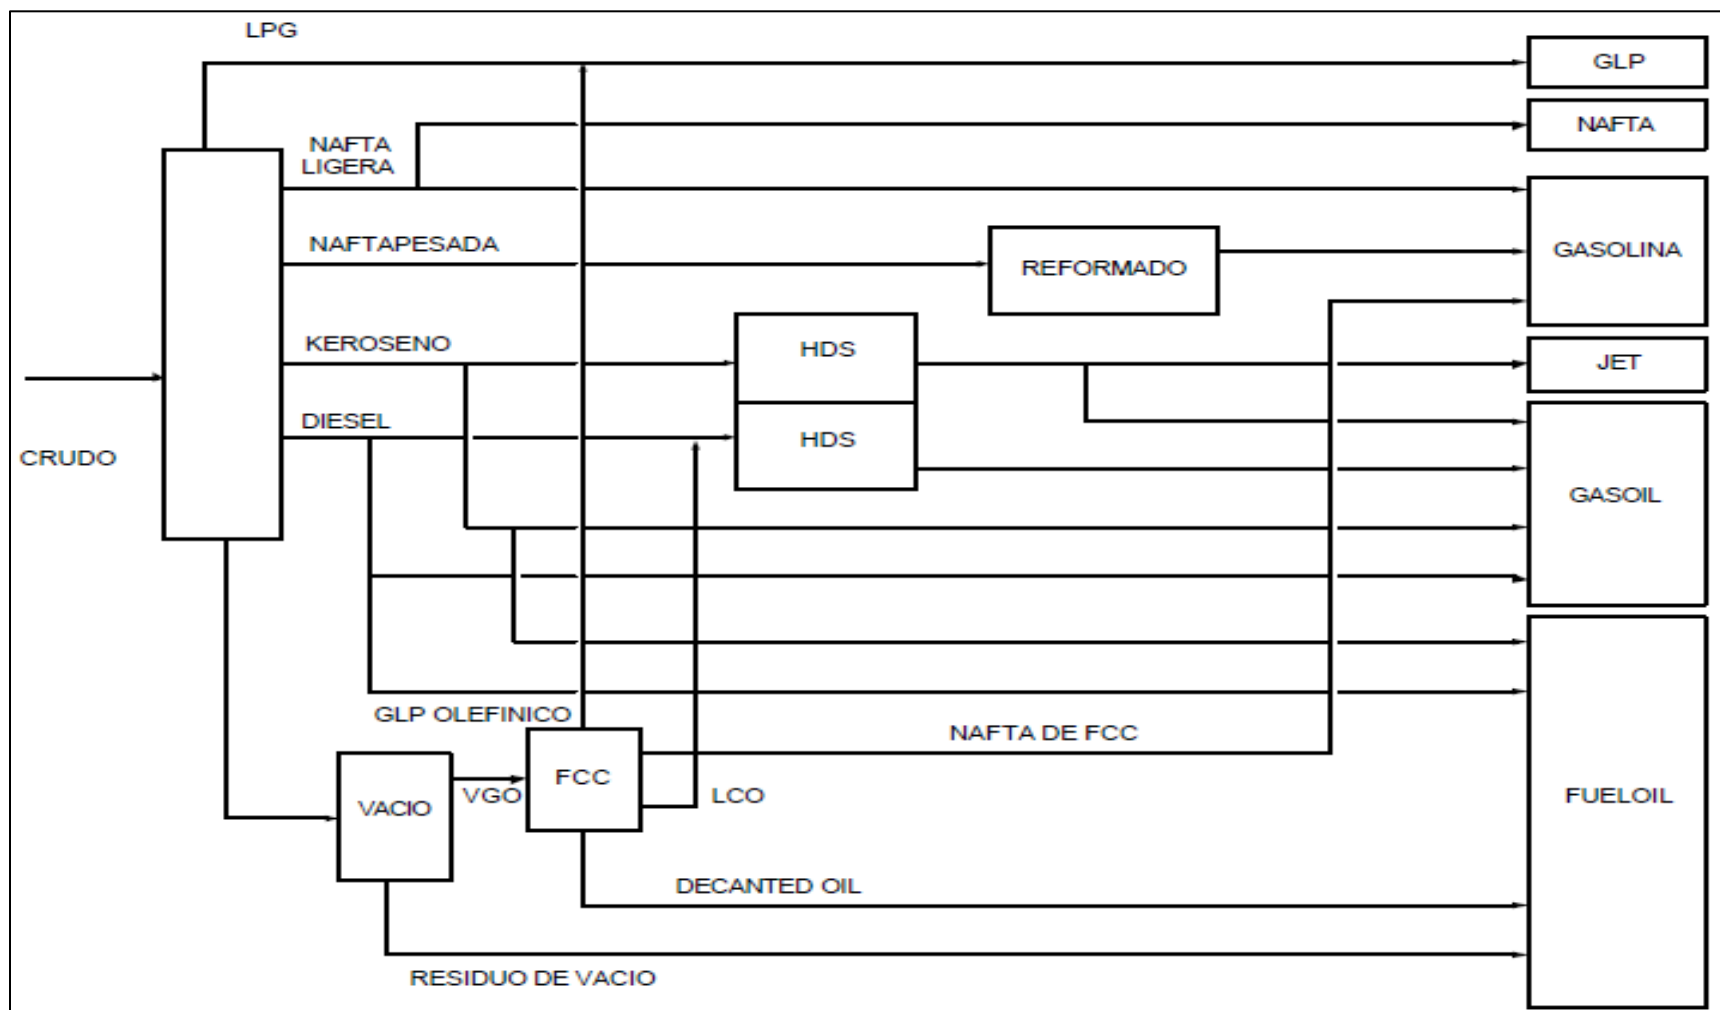 LPG
GLP
NAFTA
NAFTA
LIGERA
NAFTAPESADA
GASOLINA
REFORMADO
KEROSENO
HDS
JET
DIESEL
HDS
CRUDO
GASOIL
GLP OLEFINICO
NAFTA DE FCC
FCC
VGO
LCO
VACIO
FUELOIL
DECANTED OIL
RESIDUO DE VACIO